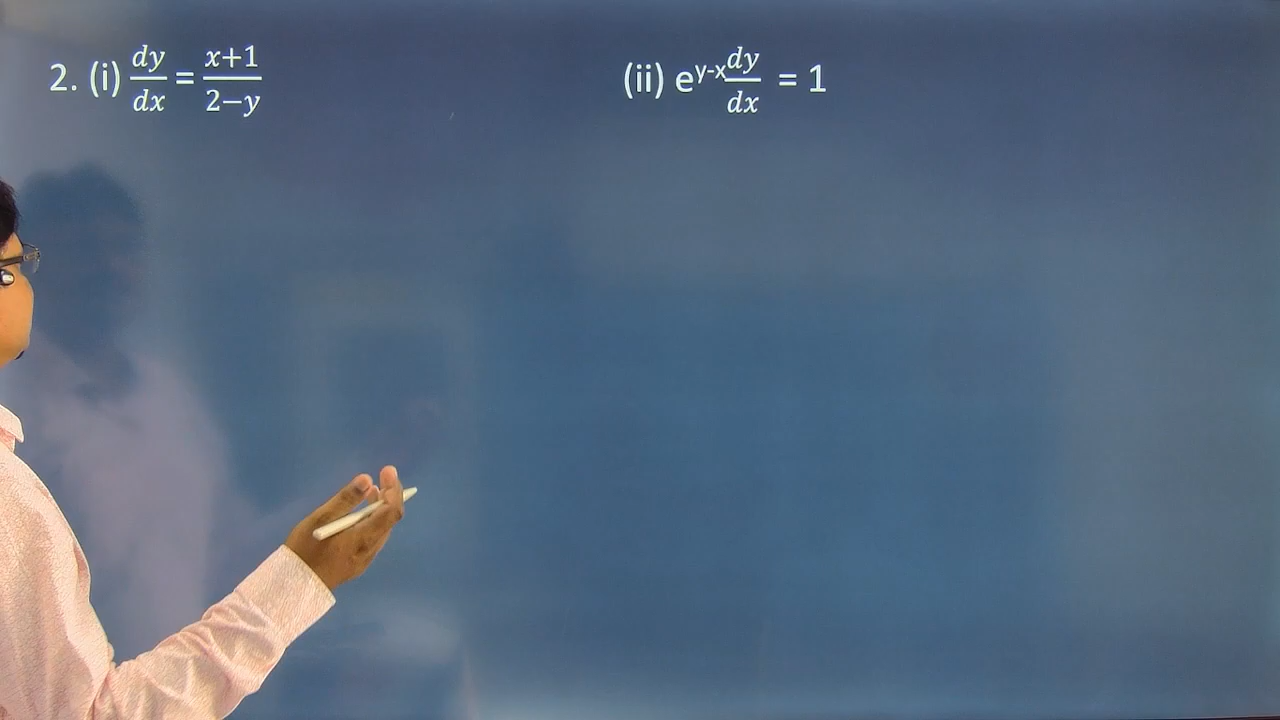 2. (i) dy/dx = x+1/2−y
(ii) e^y-x dy/dx = 1